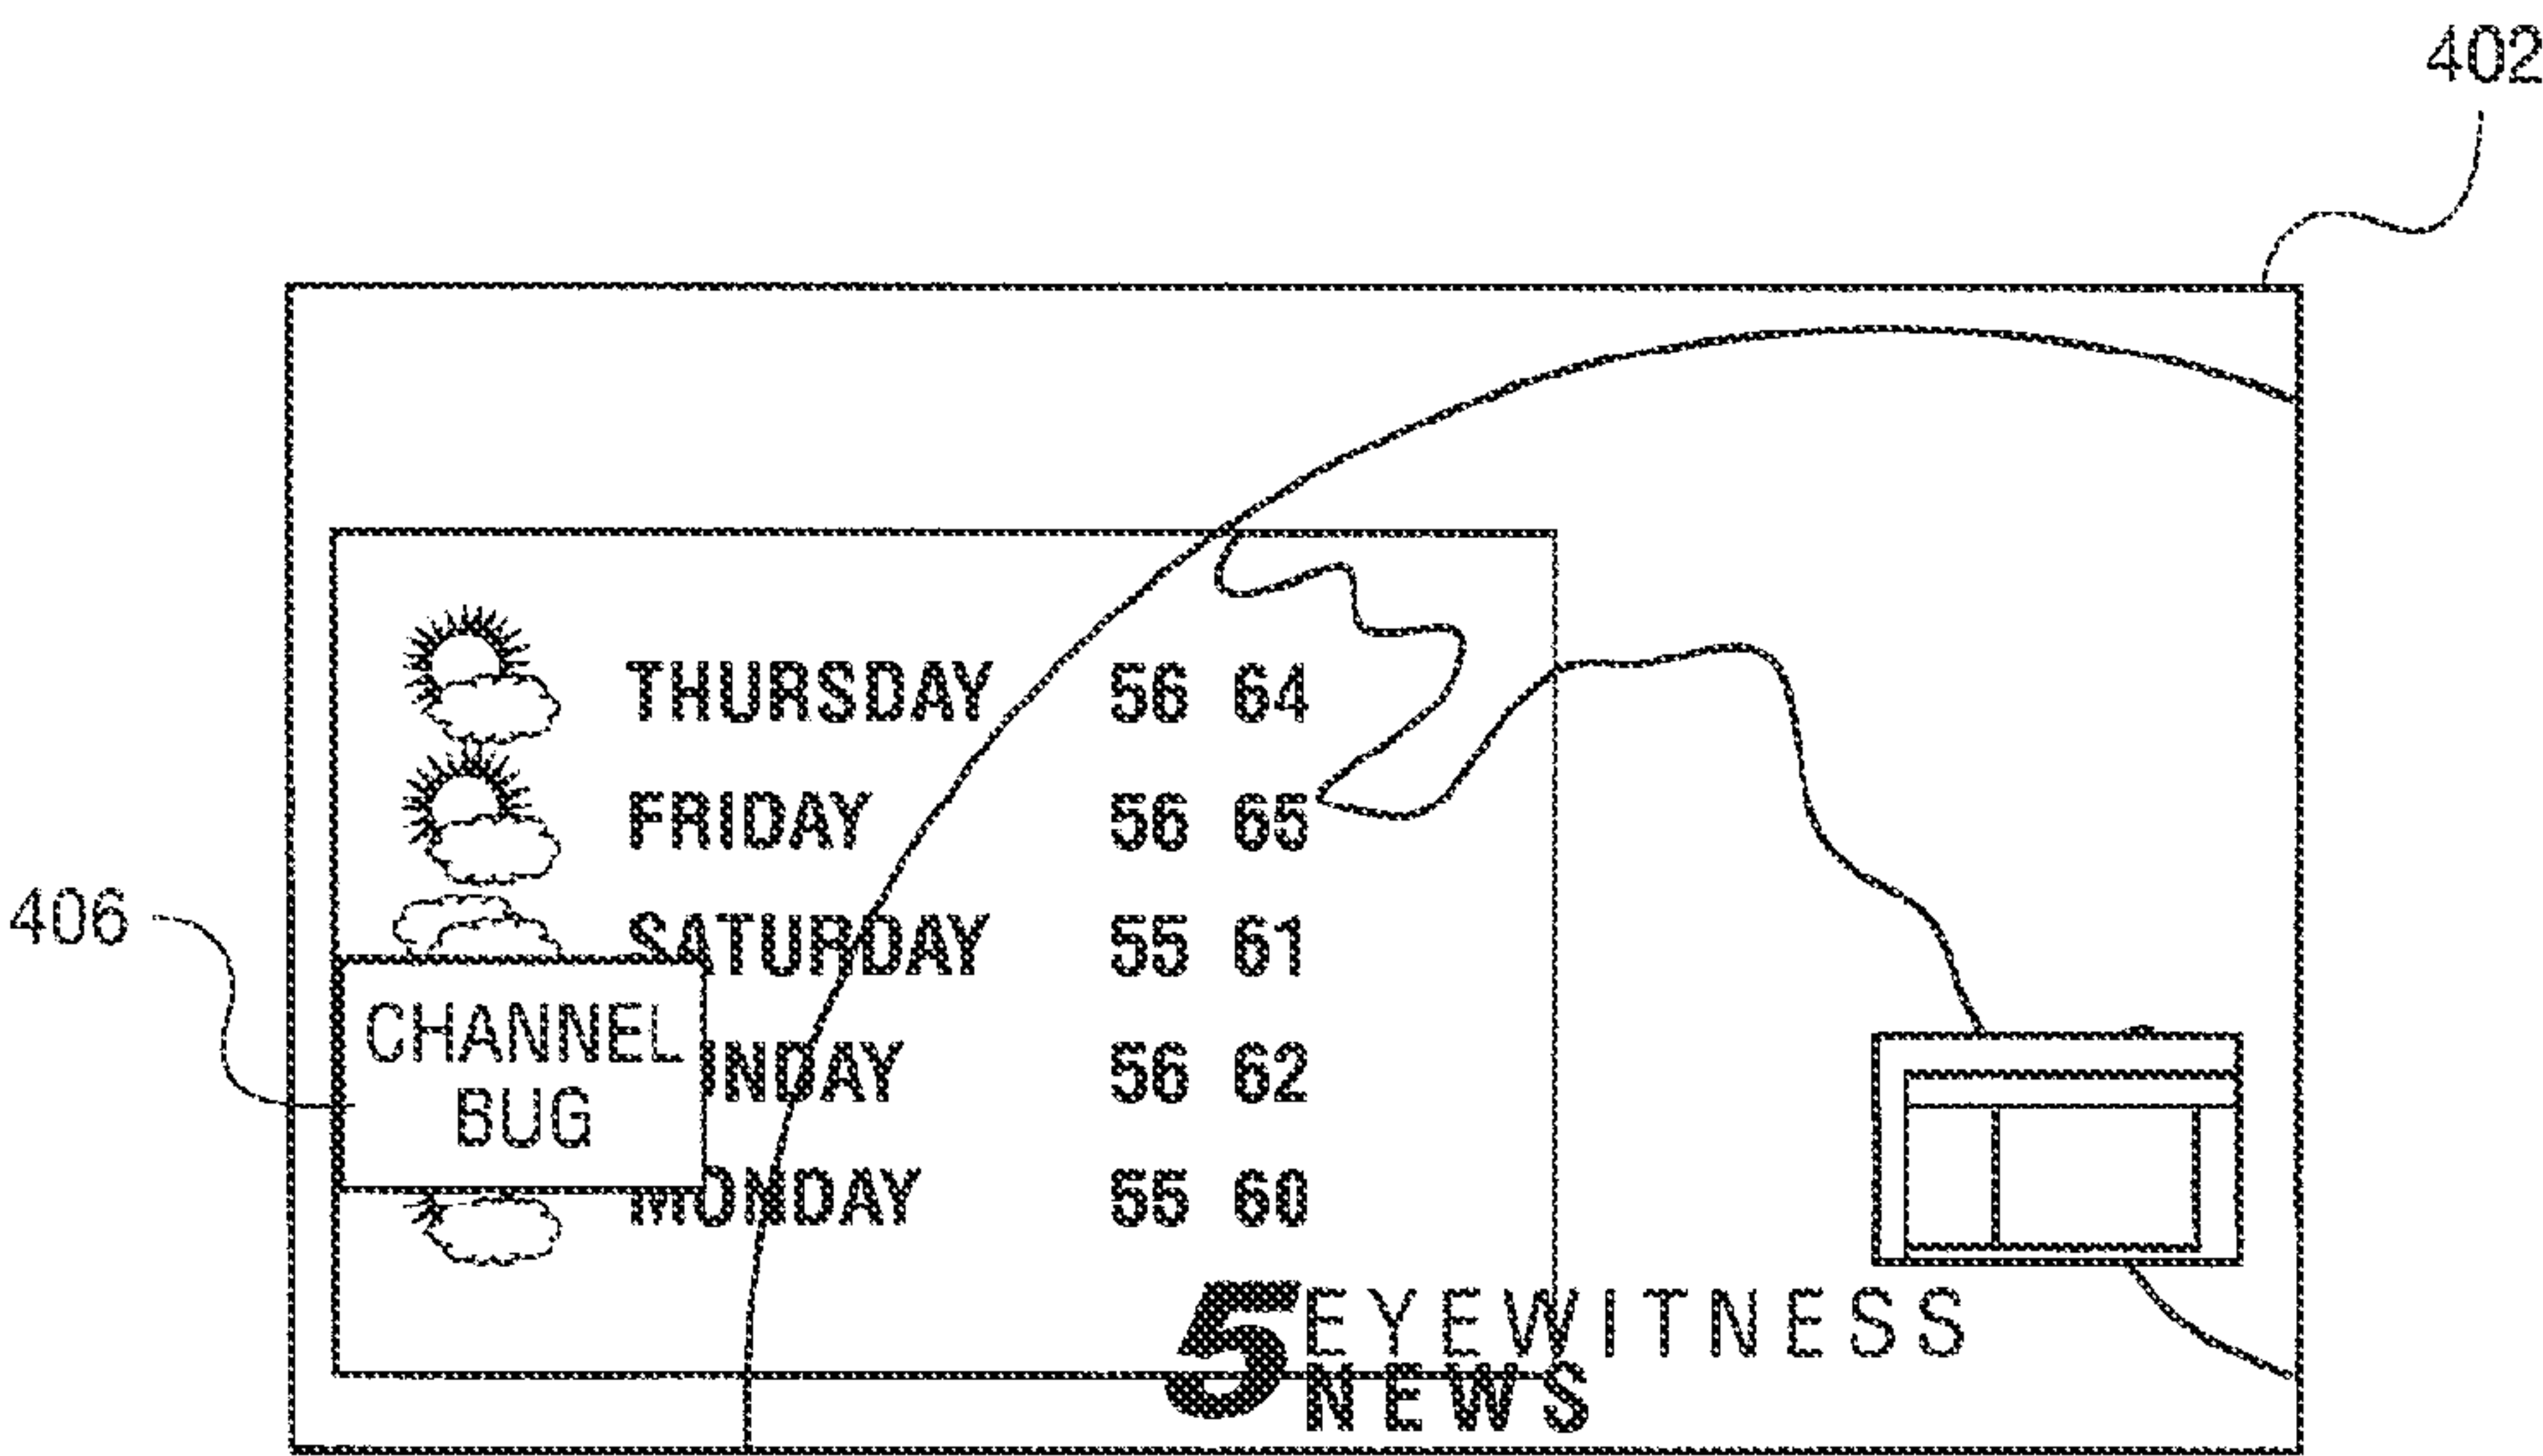 402
THURSDAY 56 64
FRIDAY 56 65
SATURDAY 55 61
406
CHANNEL
BUG
NDAY 56 62
MONDAY 55 60
5 EYEWITNESS
NEWS